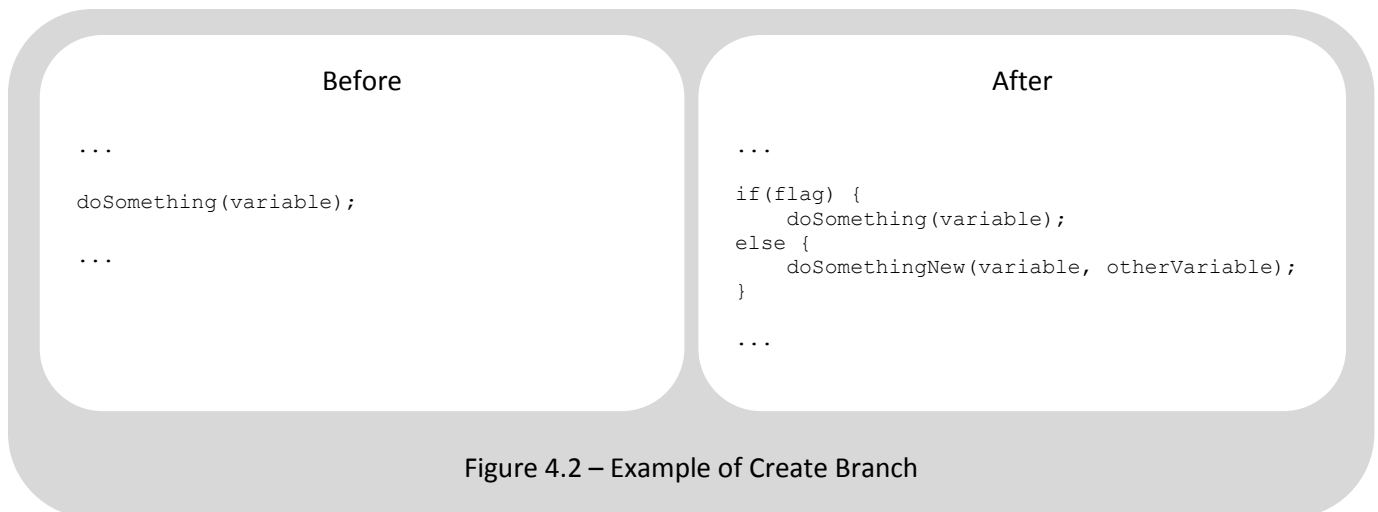 Before
...
doSomething(variable);
...
After
...
if(flag) {
    doSomething(variable);
else {
    doSomethingNew(variable, otherVariable);
}
...
Figure 4.2 – Example of Create Branch